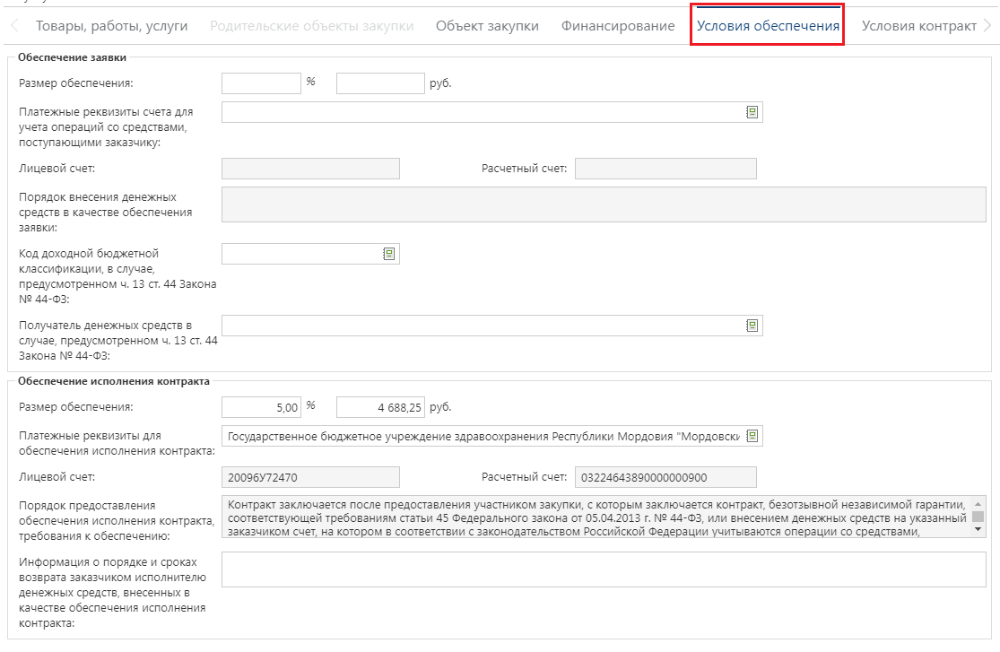 Товары, работы, услуги Родительские объекты закупки Объект закупки Финансирование Условия обеспечения Условия контракт
Обеспечение заявки
Размер обеспечения: % руб.
Платежные реквизиты счета для
учета операций со средствами,
поступающими заказчику:
Лицевой счет: Расчетный счет:
Порядок внесения денежных
средств в качестве обеспечения
заявки:
Код доходной бюджетной
классификации, в случае,
предусмотренном ч. 13 ст. 44 Закона
№ 44-ФЗ:
Получатель денежных средств в
случае, предусмотренном ч. 13 ст. 44
Закона № 44-ФЗ:
Обеспечение исполнения контракта
Размер обеспечения: 5,00 % 4 688,25 руб.
Платежные реквизиты для
обеспечения исполнения контракта:
Государственное бюджетное учреждение здравоохранения Республики Мордовия "Мордовски
Лицевой счет: 20096У72470 Расчетный счет: 03224643890000000900
Порядок предоставления
обеспечения исполнения контракта,
требования к обеспечению:
Контракт заключается после предоставления участником закупки, с которым заключается контракт, безотзывной независимой гарантии,
соответствующей требованиям статьи 45 Федерального закона от 05.04.2013 г. № 44-ФЗ, или внесением денежных средств на указанный
заказчиком счет, на котором в соответствии с законодательством Российской Федерации учитываются операции со средствами,
Информация о порядке и сроках
возврата заказчиком исполнителю
денежных средств, внесенных в
качестве обеспечения исполнения
контракта: